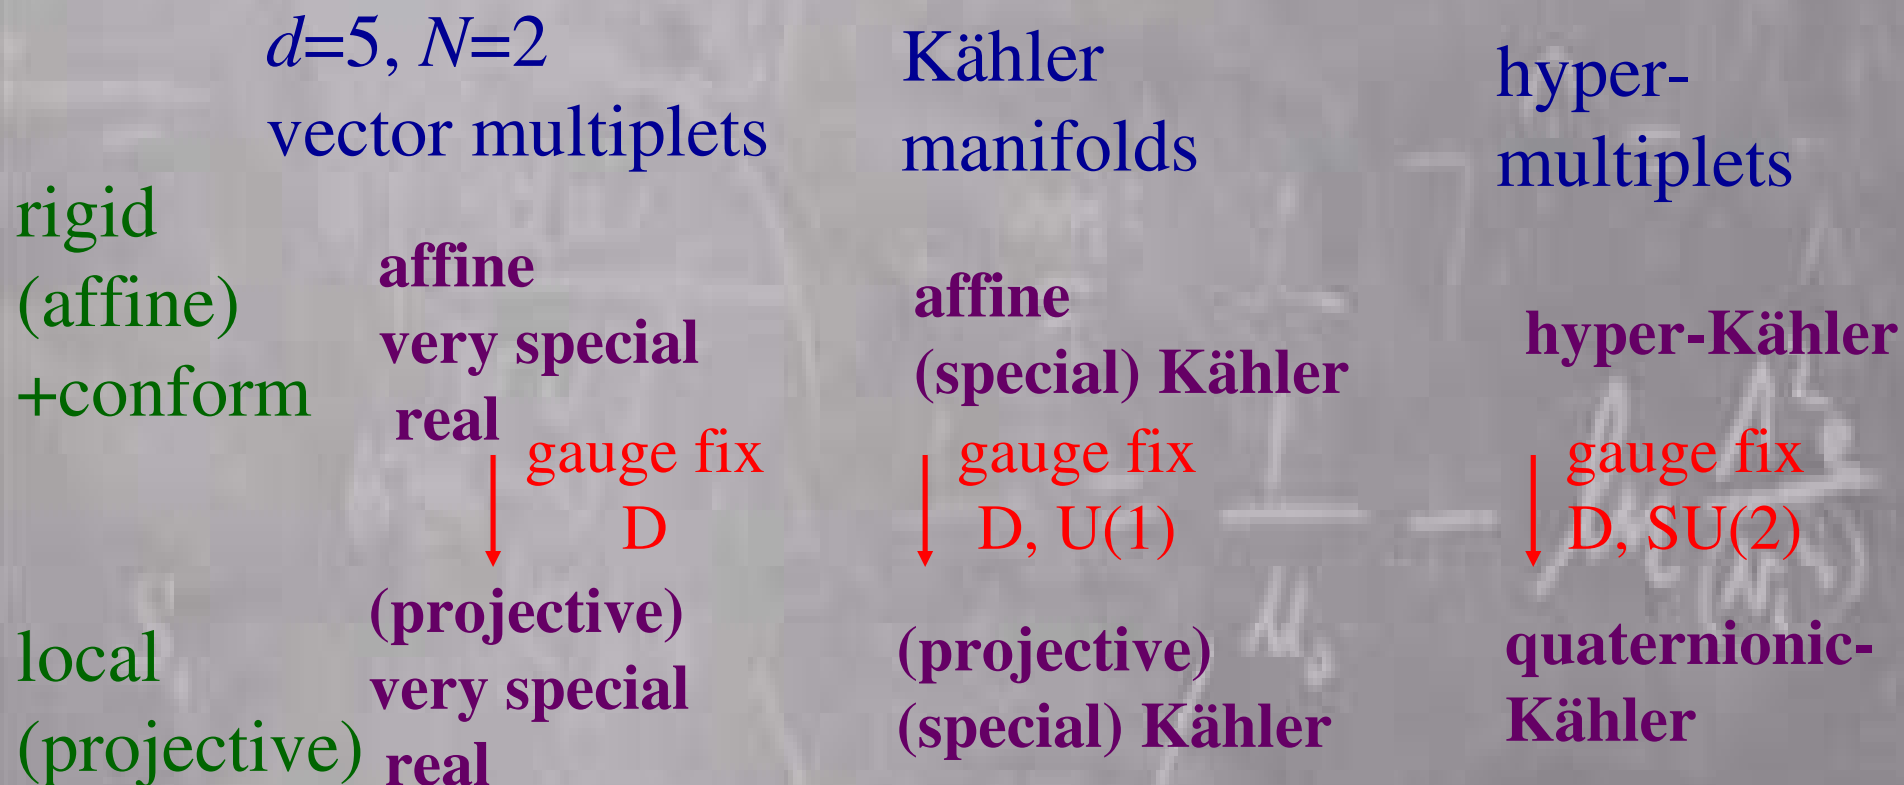 d=5, N=2
vector multiplets
Kähler
manifolds
hyper-
multiplets
rigid
(affine)
+conform
affine
very special
real
affine
(special) Kähler
hyper-Kähler
gauge fix
D
gauge fix
D, U(1)
gauge fix
D, SU(2)
local
(projective)
(projective)
very special
real
(projective)
(special) Kähler
quaternionic-
Kähler